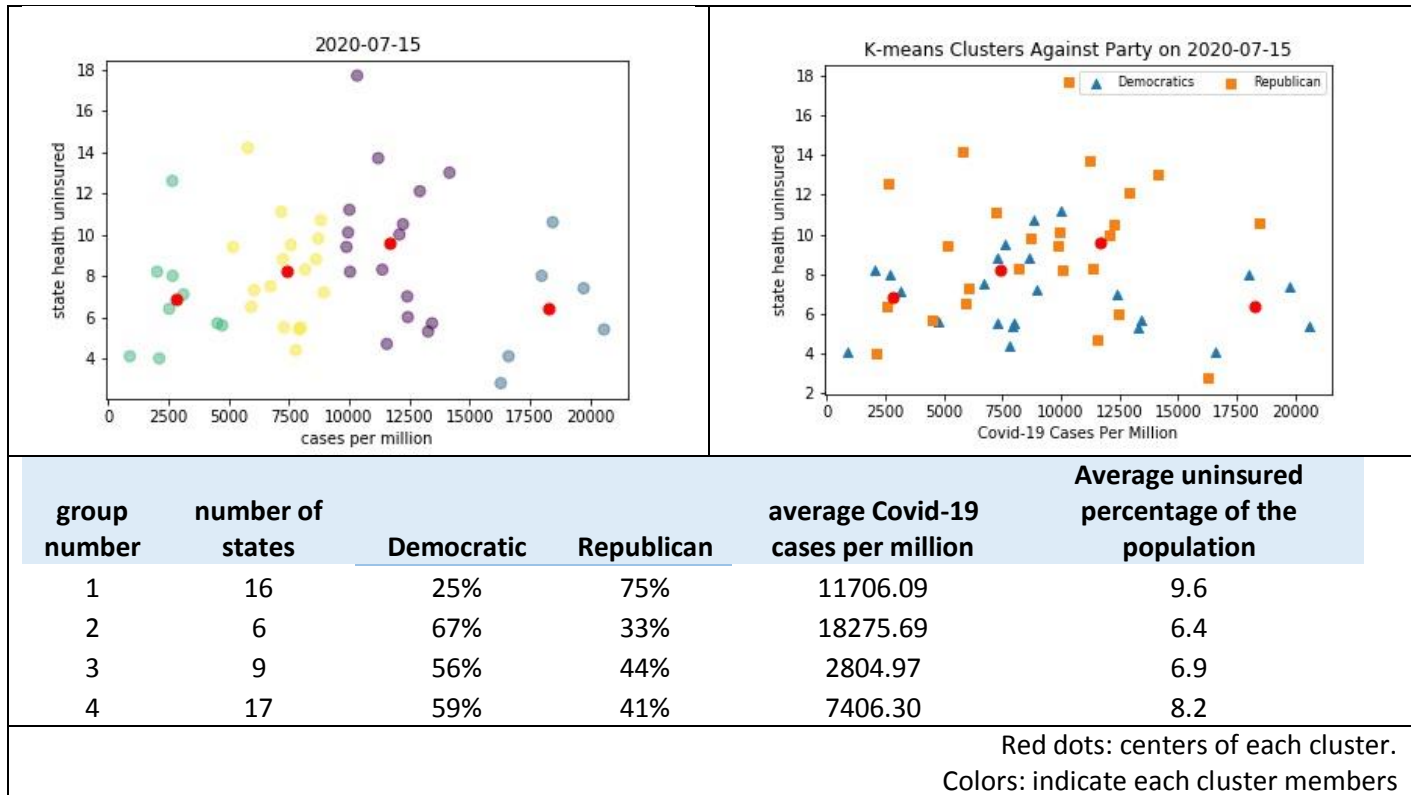 2020-07-15
18
16
14
12
10
8
6
4
state health uninsured
0 2500 5000 7500 10000 12500 15000 17500 20000
cases per million
K-means Clusters Against Party on 2020-07-15
Democratics Republican
18
16
14
12
10
8
6
4
2
state health uninsured
0 2500 5000 7500 10000 12500 15000 17500 20000
Covid-19 Cases Per Million
group number number of states Democratic Republican average Covid-19 cases per million Average uninsured percentage of the population
1 16 25% 75% 11706.09 9.6
2 6 67% 33% 18275.69 6.4
3 9 56% 44% 2804.97 6.9
4 17 59% 41% 7406.30 8.2
Red dots: centers of each cluster.
Colors: indicate each cluster members